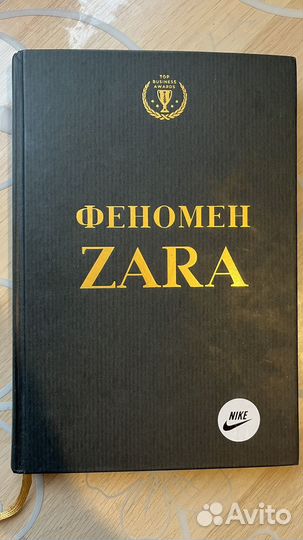 TOP
BUSINESS
AWARDS
ФЕНОМЕН
ZARA
NIKE
Avito